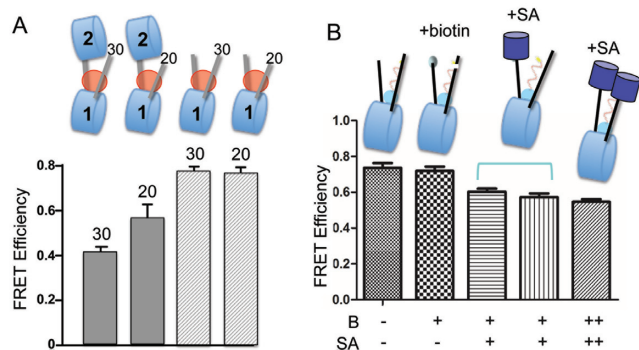 A
2 30 2 20 30 20
1 1 1 1
0.8
0.6
0.4
0.2
0
FRET Efficiency
30 20 30 20
B
+biotin +SA +SA
1.0
0.8
0.6
0.4
0.2
0.0
FRET Efficiency
B - + + + ++
SA - - + + ++